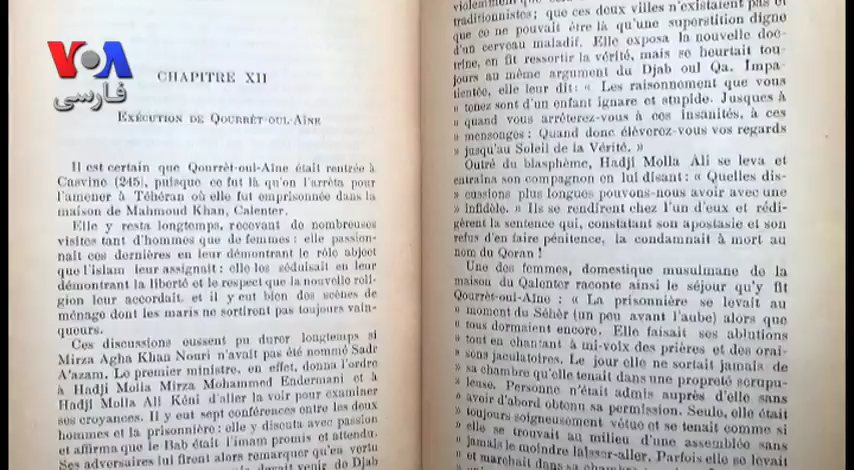 VOA
فارسی
CHAPITRE XII
EXÉCUTION DE QOURRÈT-OUL-AÏNE
Il est certain que Qourrèt-oul-Aïne était rentrée à
Casvine (245), puisque ce fut là qu'on l'arrêta pour
l'amener à Téhéran où elle fut emprisonnée dans la
maison de Mahmoud Khan, Calenter.
Elle y resta longtemps, recevant de nombreuses
visites tant d'hommes que de femmes : elle passion-
nait ces dernières en leur démontrant le rôle abject
que l'islam leur assignait : elle les séduisait en leur
démontrant la liberté et le respect que la nouvelle reli-
gion leur accordait, et il y eut bien des scènes de
ménage dont les maris ne sortirent pas toujours vain-
queurs.
Ces discussions eussent pu durer longtemps si
Mirza Agha Khan Nouri n'avait pas été nommé Sadr
A'azam. Le premier ministre, en effet, donna l'ordre
à Hadji Molla Mirza Mohammed Endermani et à
Hadji Molla Ali Kéni d'aller la voir pour examiner
ses croyances. Il y eut sept conférences entre les deux
hommes et la prisonnière : elle y discuta avec passion
et affirma que le Bab était l'imam promis et attendu.
Ses adversaires lui firent alors remarquer qu'en vertu
devait venir de Djab
violemment que
traditionnistes; que ces deux villes n'existaient pas et
que ce ne pouvait être là qu'une superstition digne
d'un cerveau maladif. Elle exposa la nouvelle doc-
trine, en fit ressortir la vérité, mais se heurtait tou-
jours au même argument du Djab oul Qa. Impa-
tientée, elle leur dit : « Les raisonnement que vous
» tenez sont d'un enfant ignare et stupide. Jusques à
» quand vous arrêterez-vous à ces insanités, à ces
» mensonges : Quand donc élèverez-vous vos regards
» jusqu'au Soleil de la Vérité. »
Outré du blasphème, Hadji Molla Ali se leva et
entraîna son compagnon en lui disant : « Quelles dis-
» cussions plus longues pouvons-nous avoir avec une
» infidèle. » Ils se rendirent chez l'un d'eux et rédi-
gèrent la sentence qui, constatant son apostasie et son
refus d'en faire pénitence, la condamnait à mort au
nom du Qoran !
Une des femmes, domestique musulmane de la
maison du Qalenter raconte ainsi le séjour qu'y fit
Qourrèt-oul-Aïne : « La prisonnière se levait au
» moment du Séhèr (un peu avant l'aube) alors que
» tous dormaient encore. Elle faisait ses ablutions
» tout en chantant à mi-voix des prières et des orai-
» sons jaculatoires. Le jour elle ne sortait jamais de
» sa chambre qu'elle tenait dans une propreté scrupu-
» leuse. Personne n'était admis auprès d'elle sans
» avoir d'abord obtenu sa permission. Seule, elle était
» toujours soigneusement vêtue et se tenait comme si
» elle se trouvait au milieu d'une assemblée sans
» jamais le moindre laisser-aller. Parfois elle se levait
» et marchait dans sa chambre